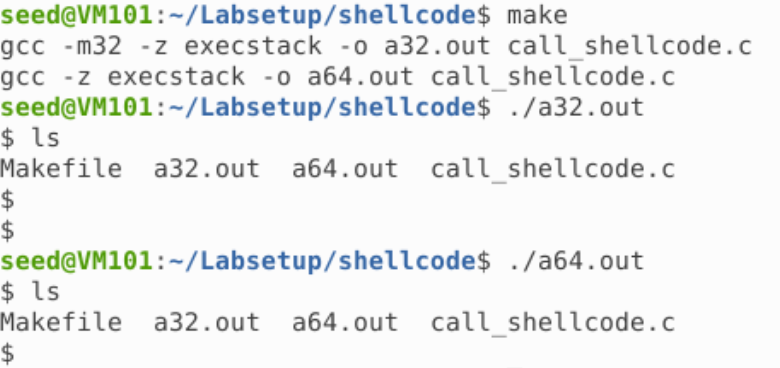 seed@VM101:~/Labsetup/shellcode$ make
gcc -m32 -z execstack -o a32.out call_shellcode.c
gcc -z execstack -o a64.out call_shellcode.c
seed@VM101:~/Labsetup/shellcode$ ./a32.out
$ ls
Makefile  a32.out  a64.out  call_shellcode.c
$
$
seed@VM101:~/Labsetup/shellcode$ ./a64.out
$ ls
Makefile  a32.out  a64.out  call_shellcode.c
$